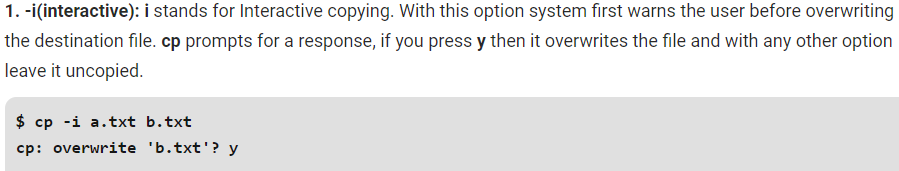 1. -i(interactive): i stands for Interactive copying. With this option system first warns the user before overwriting
the destination file. cp prompts for a response, if you press y then it overwrites the file and with any other option
leave it uncopied.
$ cp -i a.txt b.txt
cp: overwrite 'b.txt'? y